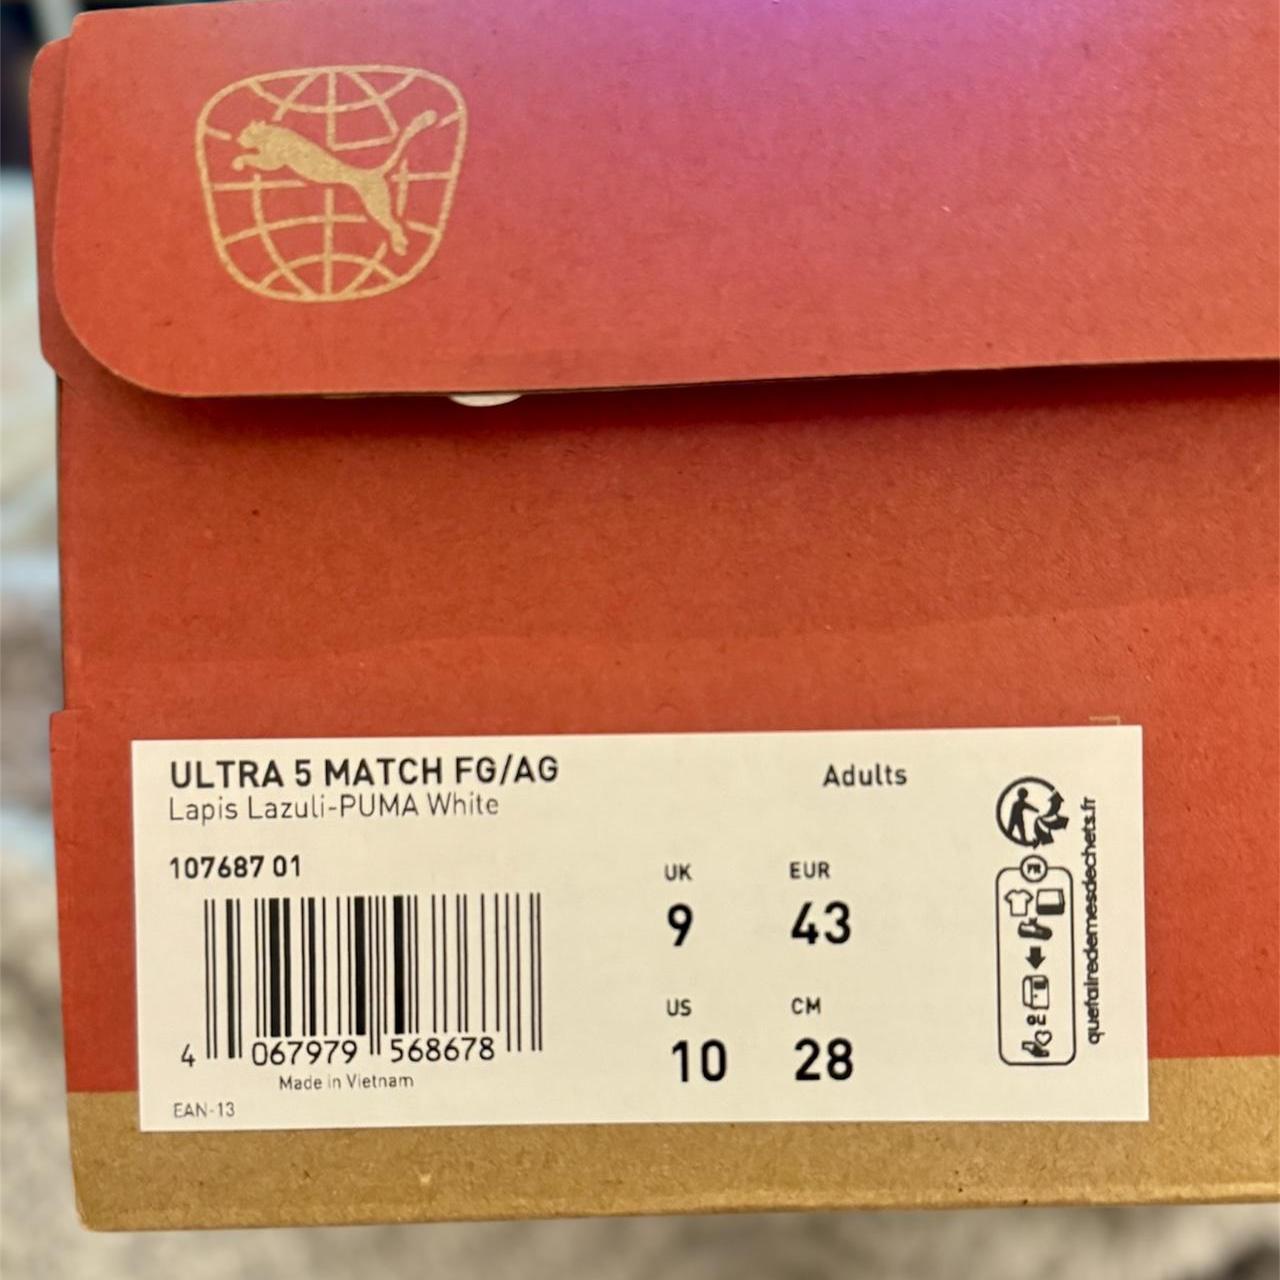 ULTRA 5 MATCH FG/AG
Adults
Lapis Lazuli-PUMA White
107687 01
UK
EUR
9
43
US
CM
10
28
4 067979 568678
Made in Vietnam
EAN-13
FR
quefairedemesdechets.fr